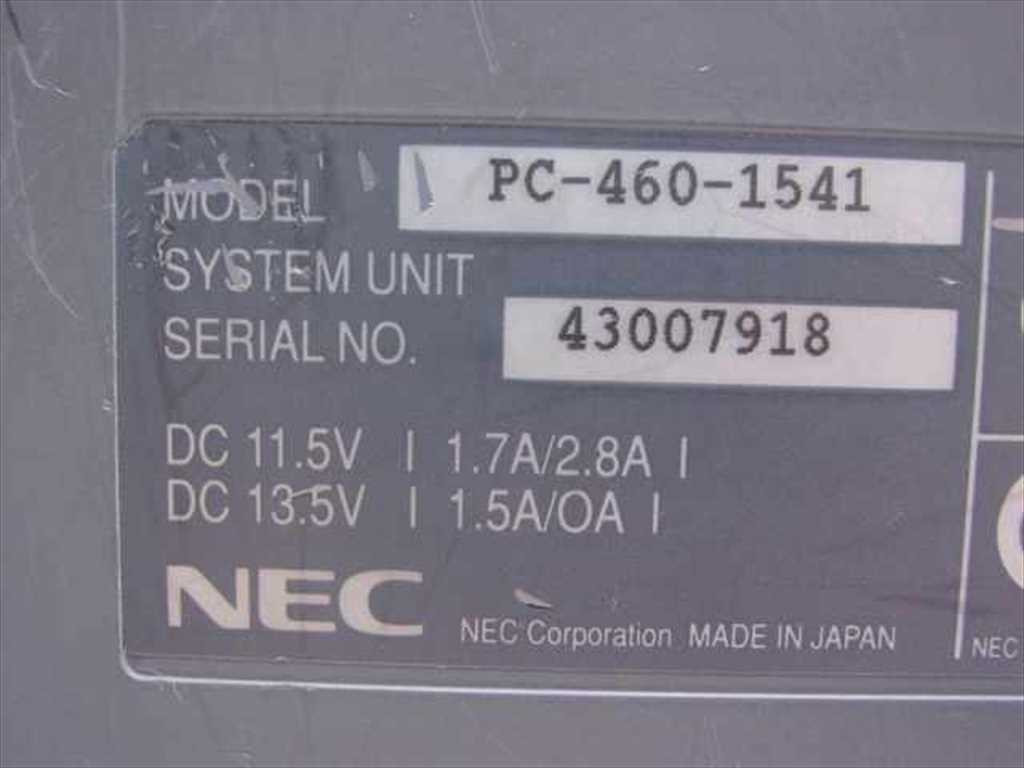 MODEL PC-460-1541
SYSTEM UNIT
SERIAL NO. 43007918
DC 11.5V | 1.7A/2.8A |
DC 13.5V | 1.5A/OA |
NEC
NEC Corporation MADE IN JAPAN
NEC